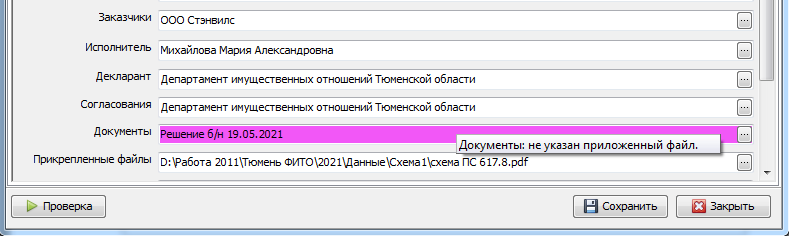 Заказчики ООО Стэнвилс ...
Исполнитель Михайлова Мария Александровна ...
Декларант Департамент имущественных отношений Тюменской области ...
Согласования Департамент имущественных отношений Тюменской области ...
Документы Решение б/н 19.05.2021 ...
Документы: не указан приложенный файл.
Прикрепленные файлы D:\Работа 2011\Тюмень ФИТО\2021\Данные\Схема1\схема ПС 617.8.pdf ...
Проверка Сохранить Закрыть